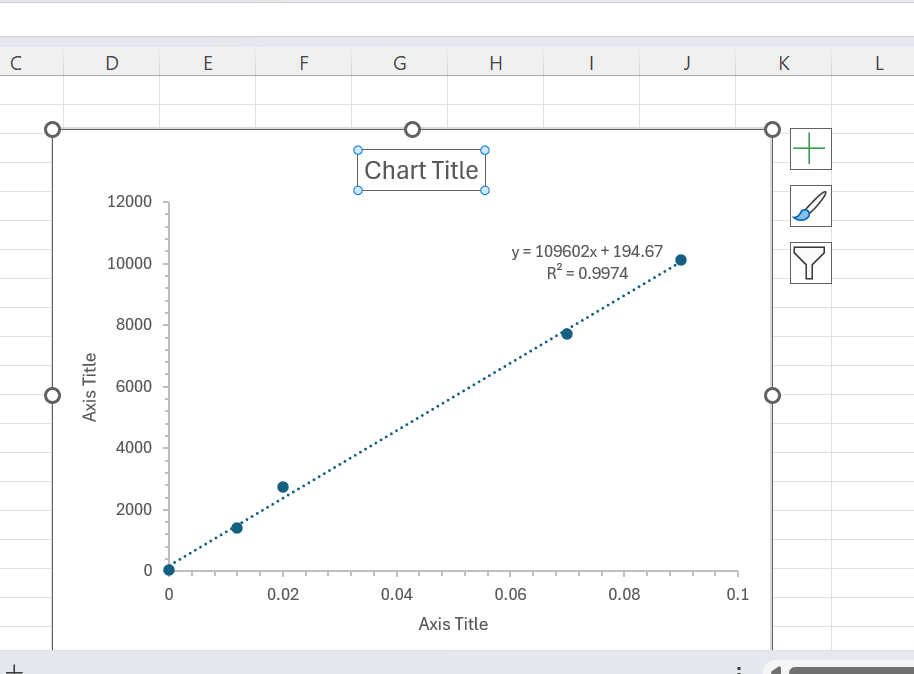 C D E F G H I J K L
Chart Title
12000
10000
8000
6000
4000
2000
0
Axis Title
y = 109602x + 194.67
R² = 0.9974
0 0.02 0.04 0.06 0.08 0.1
Axis Title